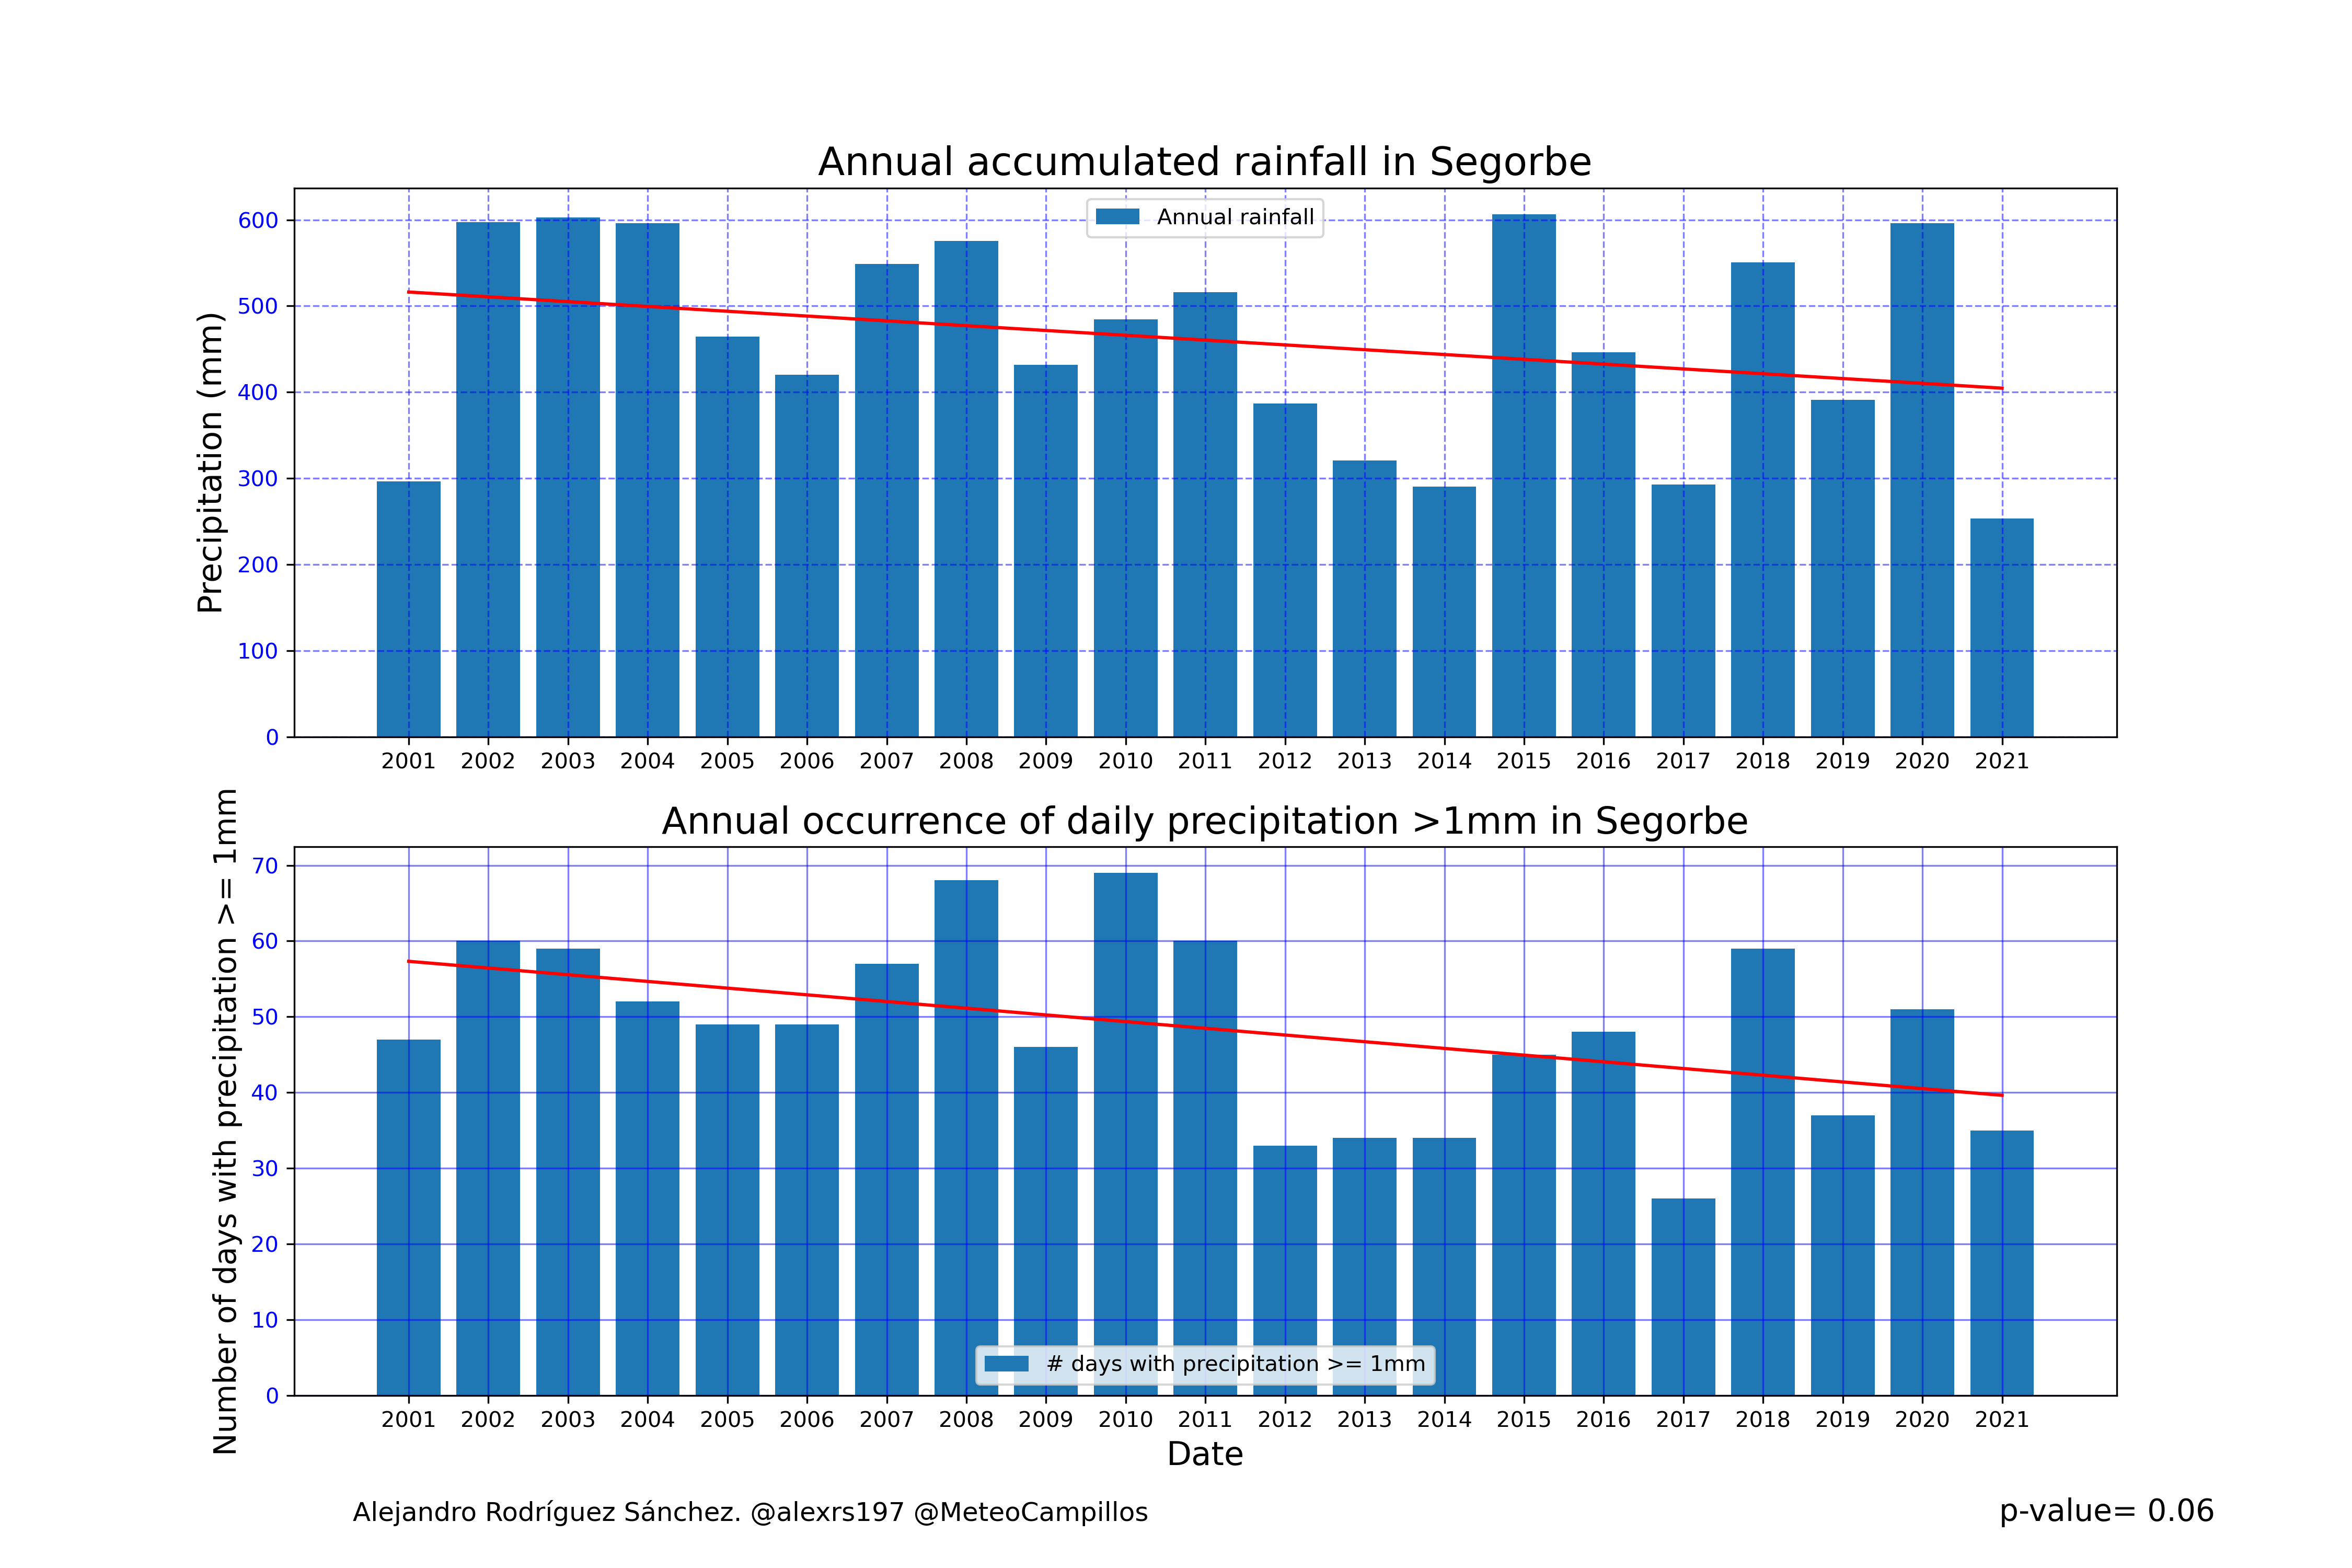 Annual accumulated rainfall in Segorbe
Annual rainfall
Precipitation (mm)
600
500
400
300
200
100
0
2001 2002 2003 2004 2005 2006 2007 2008 2009 2010 2011 2012 2013 2014 2015 2016 2017 2018 2019 2020 2021
Annual occurrence of daily precipitation >1mm in Segorbe
Number of days with precipitation >= 1mm
70
60
50
40
30
20
10
0
# days with precipitation >= 1mm
2001 2002 2003 2004 2005 2006 2007 2008 2009 2010 2011 2012 2013 2014 2015 2016 2017 2018 2019 2020 2021
Date
Alejandro Rodríguez Sánchez. @alexrs197 @MeteoCampillos
p-value= 0.06